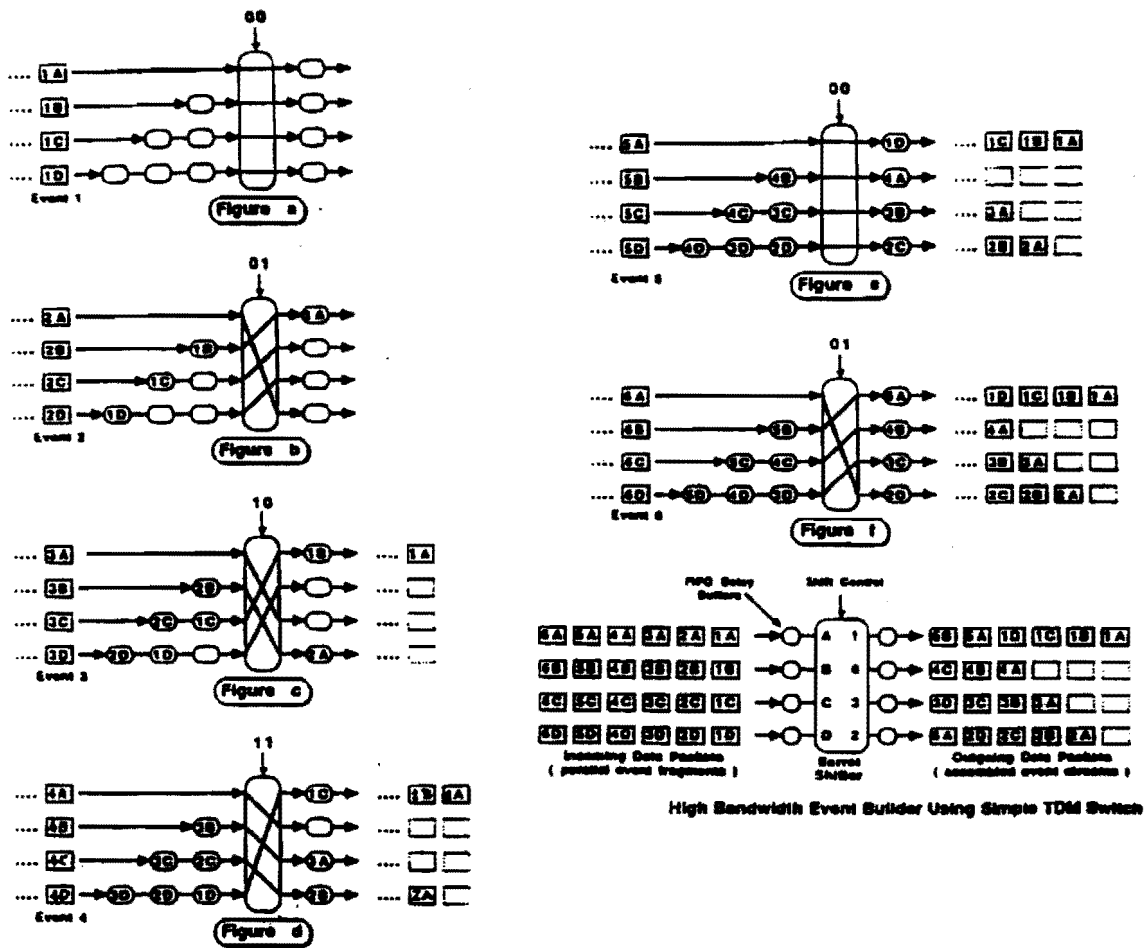 00
.... 1A
.... 1B
.... 1C
.... 1D
Event 1
Figure a
01
.... 2A 1A
.... 2B 1B
.... 2C 1C
.... 2D 1D
Event 2
Figure b
10
.... 3A 1B .... 1A
.... 3B 2B ....
.... 3C 2C 1C ....
.... 3D 2D 1D 2A ....
Event 3
Figure c
11
.... 4A 1C .... 1B 1A
.... 4B 3B ....
.... 4C 3C 2C 3A ....
.... 4D 3D 2D 1D 2B .... 2A
Event 4
Figure d
00
.... 5A 1D .... 1C 1B 1A
.... 5B 4B 4A ....
.... 5C 4C 3C 3B .... 3A
.... 5D 4D 3D 2D 2C .... 2B 2A
Event 5
Figure e
01
.... 6A 5A .... 1D 1C 1B 1A
.... 6B 5B 4B .... 4A
.... 6C 5C 4C 3C .... 3B 3A
.... 6D 5D 4D 3D 2D .... 2C 2B 2A
Event 6
Figure f
FIFO Delay Buffers
Shift Control
6A 5A 4A 3A 2A 1A A 1 5B 5A 1D 1C 1B 1A
6B 5B 4B 3B 2B 1B B 4C 4B 4A
6C 5C 4C 3C 2C 1C C 3 3D 3C 3B 3A
6D 5D 4D 3D 2D 1D D 2 6A 2D 2C 2B 2A
Incoming Data Packets
( parallel event fragments )
Barrel Shifter
Outgoing Data Packets
( assembled event streams )
High Bandwidth Event Builder Using Simple TDM Switch